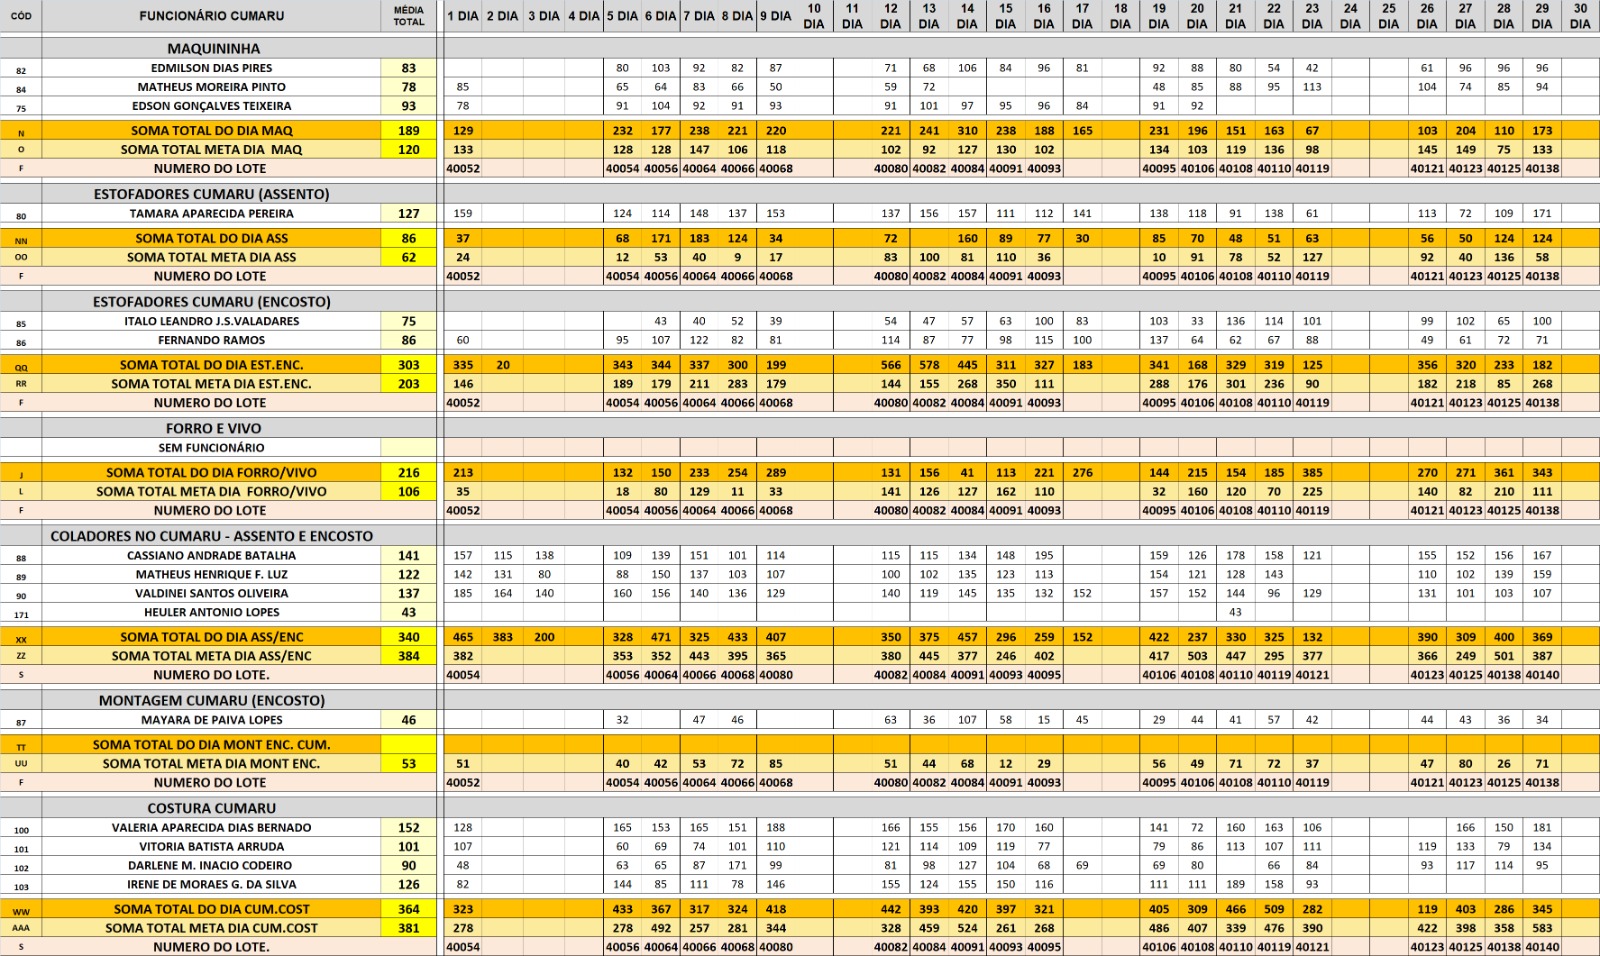 CÓD FUNCIONÁRIO CUMARU MÉDIA TOTAL 1 DIA 2 DIA 3 DIA 4 DIA 5 DIA 6 DIA 7 DIA 8 DIA 9 DIA 10 DIA 11 DIA 12 DIA 13 DIA 14 DIA 15 DIA 16 DIA 17 DIA 18 DIA 19 DIA 20 DIA 21 DIA 22 DIA 23 DIA 24 DIA 25 DIA 26 DIA 27 DIA 28 DIA 29 DIA 30 DIA
MAQUININHA
82 EDMILSON DIAS PIRES 83 80 103 92 82 87 71 68 106 84 96 81 92 88 80 54 42 61 96 96 96
84 MATHEUS MOREIRA PINTO 78 85 65 64 83 66 50 59 72 48 85 88 95 113 104 74 85 94
75 EDSON GONÇALVES TEIXEIRA 93 78 91 104 92 91 93 91 101 97 95 96 84 91 92
N SOMA TOTAL DO DIA MAQ 189 129 232 177 238 221 220 221 241 310 238 188 165 231 196 151 163 67 103 204 110 173
O SOMA TOTAL META DIA MAQ 120 133 128 128 147 106 118 102 92 127 130 102 134 103 119 136 98 145 149 75 133
F NUMERO DO LOTE 40052 40054 40056 40064 40066 40068 40080 40082 40084 40091 40093 40095 40106 40108 40110 40119 40121 40123 40125 40138
ESTOFADORES CUMARU (ASSENTO)
80 TAMARA APARECIDA PEREIRA 127 159 124 114 148 137 153 137 156 157 111 112 141 138 118 91 138 61 113 72 109 171
NN SOMA TOTAL DO DIA ASS 86 37 68 171 183 124 34 72 160 89 77 30 85 70 48 51 63 56 50 124 124
OO SOMA TOTAL META DIA ASS 62 24 12 53 40 9 17 83 100 81 110 36 10 91 78 52 127 92 40 136 58
F NUMERO DO LOTE 40052 40054 40056 40064 40066 40068 40080 40082 40084 40091 40093 40095 40106 40108 40110 40119 40121 40123 40125 40138
ESTOFADORES CUMARU (ENCOSTO)
85 ITALO LEANDRO J.S.VALADARES 75 43 40 52 39 54 47 57 63 100 83 103 33 136 114 101 99 102 65 100
86 FERNANDO RAMOS 86 60 95 107 122 82 81 114 87 77 98 115 100 137 64 62 67 88 49 61 72 71
QQ SOMA TOTAL DO DIA EST.ENC. 303 335 20 343 344 337 300 199 566 578 445 311 327 183 341 168 329 319 125 356 320 233 182
RR SOMA TOTAL META DIA EST.ENC. 203 146 189 179 211 283 179 144 155 268 350 111 288 176 301 236 90 182 218 85 268
F NUMERO DO LOTE 40052 40054 40056 40064 40066 40068 40080 40082 40084 40091 40093 40095 40106 40108 40110 40119 40121 40123 40125 40138
FORRO E VIVO
SEM FUNCIONÁRIO
J SOMA TOTAL DO DIA FORRO/VIVO 216 213 132 150 233 254 289 131 156 41 113 221 276 144 215 154 185 385 270 271 361 343
L SOMA TOTAL META DIA FORRO/VIVO 106 35 18 80 129 11 33 141 126 127 162 110 32 160 120 70 225 140 82 210 111
F NUMERO DO LOTE 40052 40054 40056 40064 40066 40068 40080 40082 40084 40091 40093 40095 40106 40108 40110 40119 40121 40123 40125 40138
COLADORES NO CUMARU - ASSENTO E ENCOSTO
88 CASSIANO ANDRADE BATALHA 141 157 115 138 109 139 151 101 114 115 115 134 148 195 159 126 178 158 121 155 152 156 167
89 MATHEUS HENRIQUE F. LUZ 122 142 131 80 88 150 137 103 107 100 102 135 123 113 154 121 128 143 110 102 139 159
90 VALDINEI SANTOS OLIVEIRA 137 185 164 140 160 156 140 136 129 140 119 145 135 132 152 157 152 144 96 129 131 101 103 107
171 HEULER ANTONIO LOPES 43 43
XX SOMA TOTAL DO DIA ASS/ENC 340 465 383 200 328 471 325 433 407 350 375 457 296 259 152 422 237 330 325 132 390 309 400 369
ZZ SOMA TOTAL META DIA ASS/ENC 384 382 353 352 443 395 365 380 445 377 246 402 417 503 447 295 377 366 249 501 387
S NUMERO DO LOTE. 40054 40056 40064 40066 40068 40080 40082 40084 40091 40093 40095 40106 40108 40110 40119 40121 40123 40125 40138 40140
MONTAGEM CUMARU (ENCOSTO)
87 MAYARA DE PAIVA LOPES 46 32 47 46 63 36 107 58 15 45 29 44 41 57 42 44 43 36 34
TT SOMA TOTAL DO DIA MONT ENC. CUM.
UU SOMA TOTAL META DIA MONT ENC. 53 51 40 42 53 72 85 51 44 68 12 29 56 49 71 72 37 47 80 26 71
F NUMERO DO LOTE 40052 40054 40056 40064 40066 40068 40080 40082 40084 40091 40093 40095 40106 40108 40110 40119 40121 40123 40125 40138
COSTURA CUMARU
100 VALERIA APARECIDA DIAS BERNADO 152 128 165 153 165 151 188 166 155 156 170 160 141 72 160 163 106 166 150 181
101 VITORIA BATISTA ARRUDA 101 107 60 69 74 101 110 121 114 109 119 77 79 86 113 107 111 119 133 79 134
102 DARLENE M. INACIO CODEIRO 90 48 63 65 87 171 99 81 98 127 104 68 69 69 80 66 84 93 117 114 95
103 IRENE DE MORAES G. DA SILVA 126 82 144 85 111 78 146 155 124 155 150 116 111 111 189 158 93
WW SOMA TOTAL DO DIA CUM.COST 364 323 433 367 317 324 418 442 393 420 397 321 405 309 466 509 282 119 403 286 345
AAA SOMA TOTAL META DIA CUM.COST 381 278 278 492 257 281 344 328 459 524 261 268 486 407 339 476 390 422 398 358 583
S NUMERO DO LOTE. 40054 40056 40064 40066 40068 40080 40082 40084 40091 40093 40095 40106 40108 40110 40119 40121 40123 40125 40138 40140